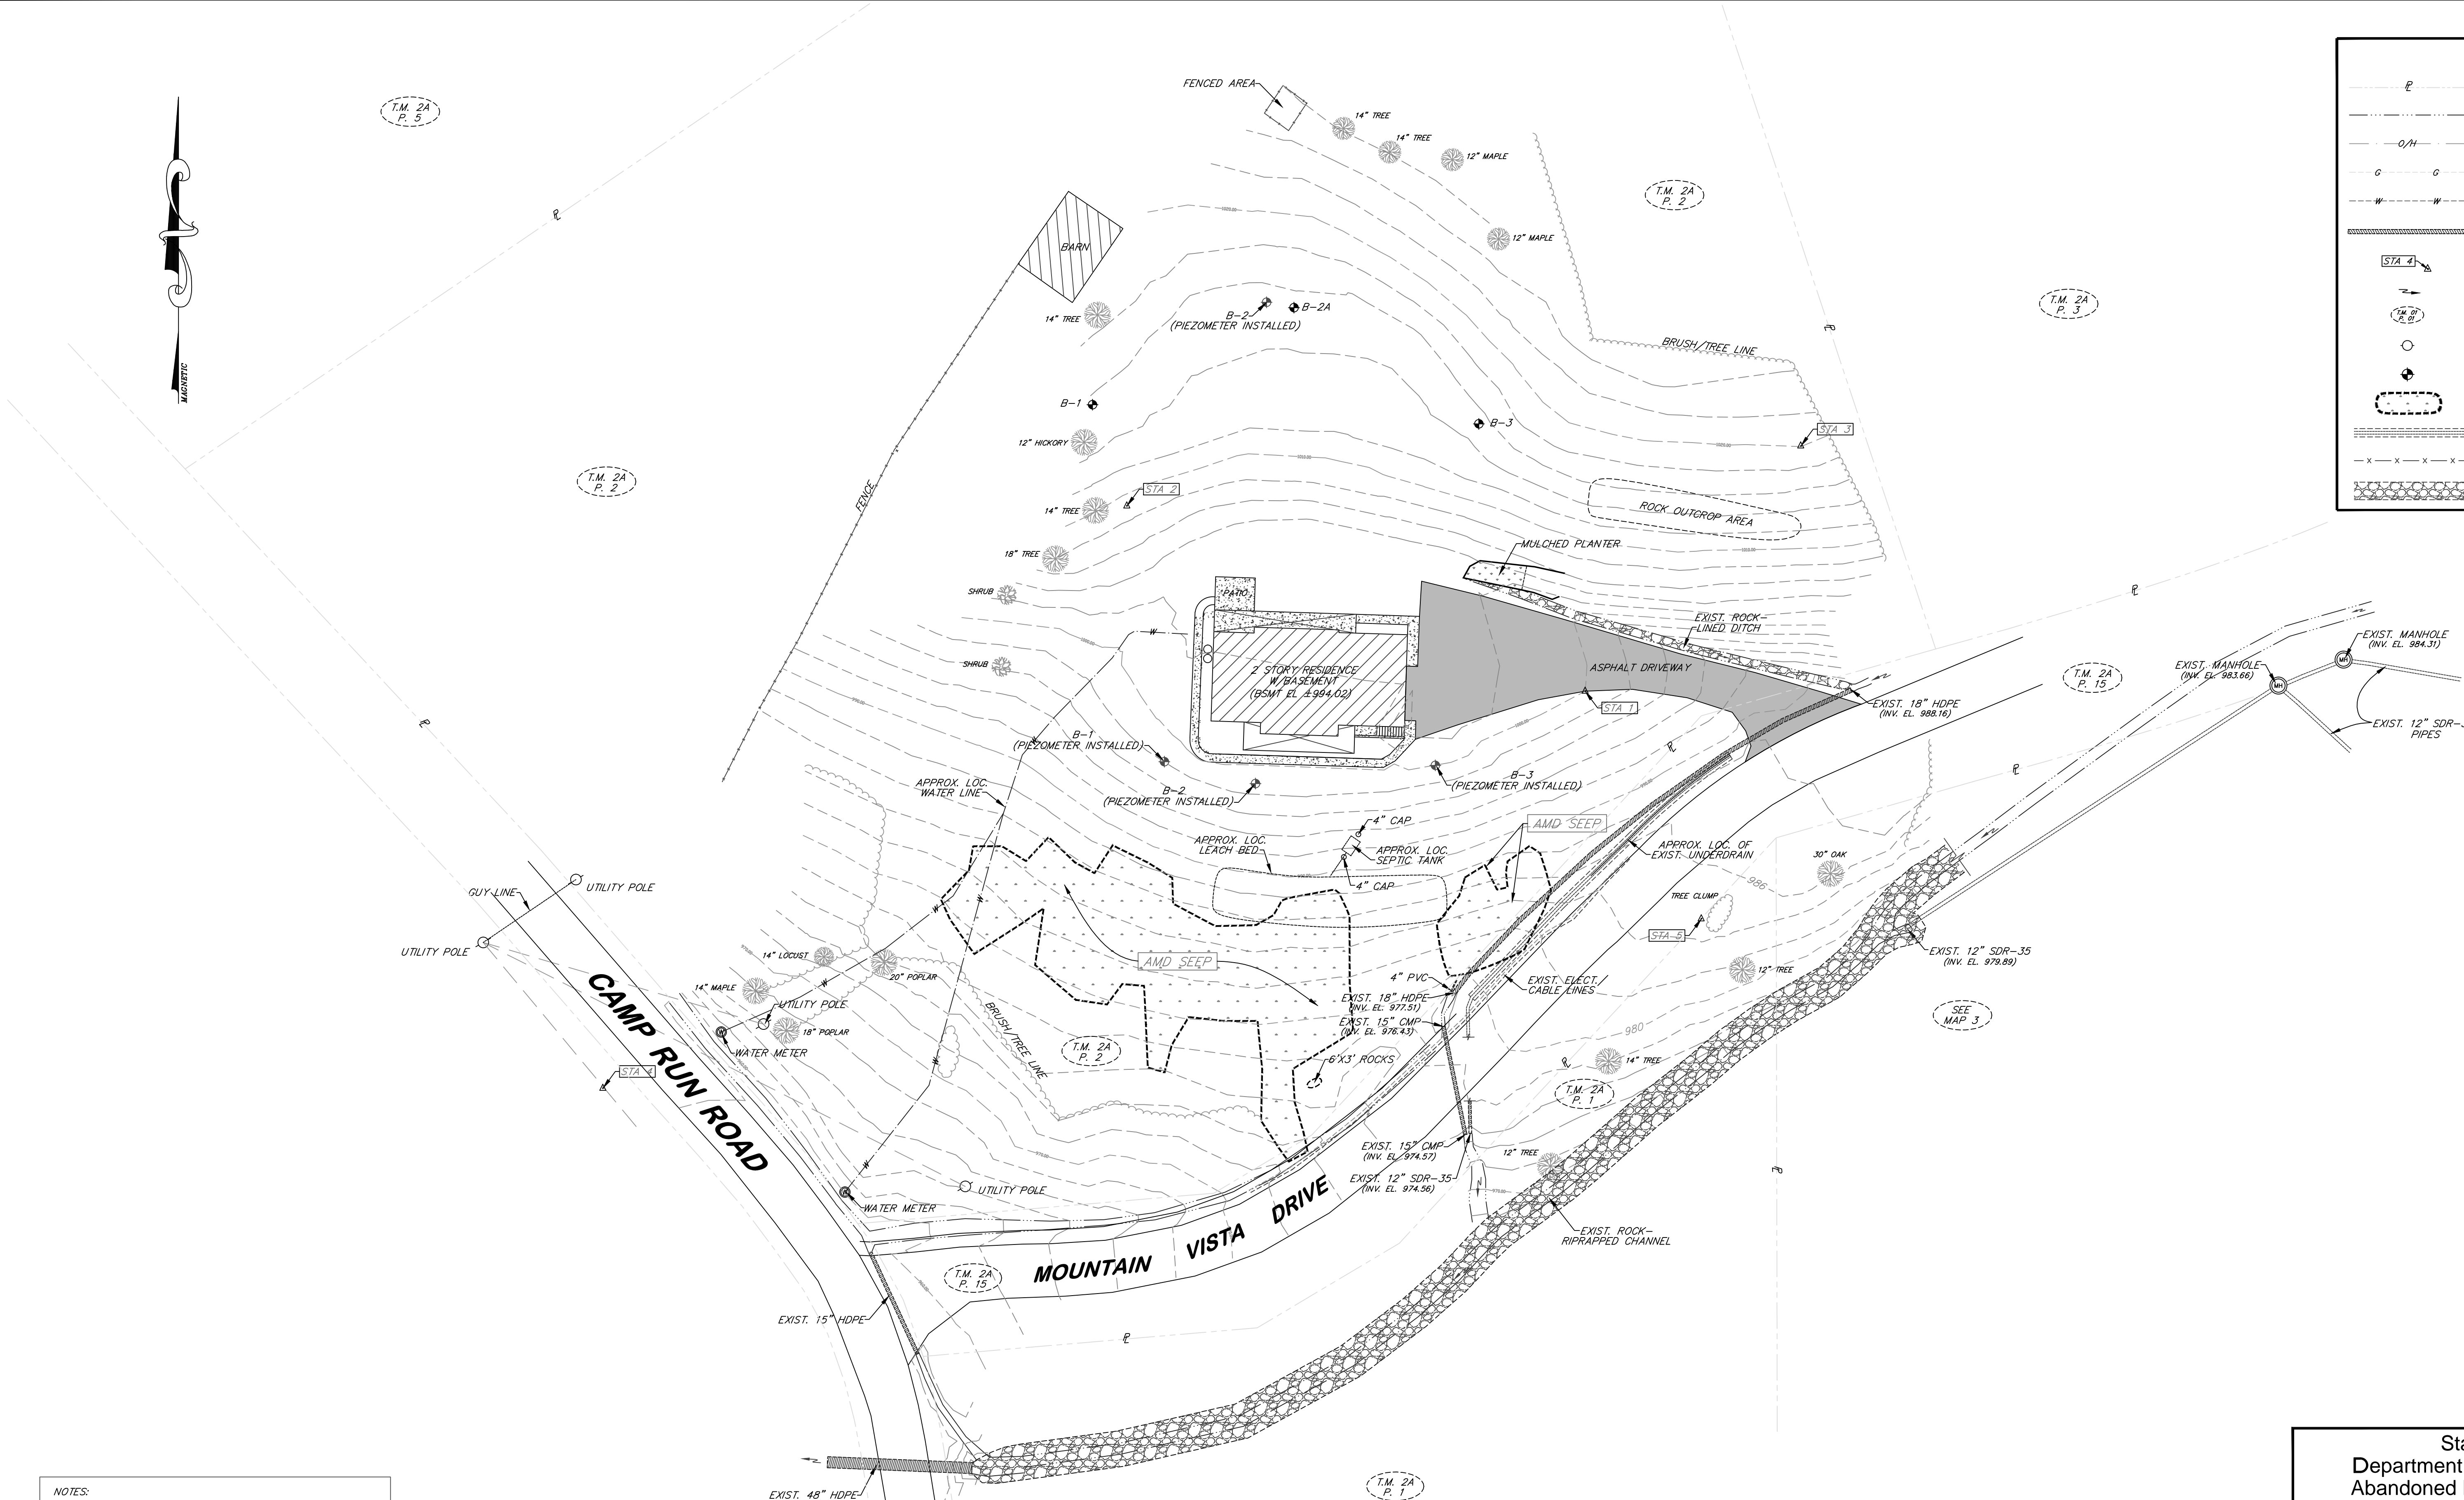 FENCED AREA
T.M. 2A
P. 5
14" TREE
14" TREE
12" MAPLE
T.M. 2A
P. 2
12" MAPLE
BARN
MAGNETIC
T.M. 2A
P. 3
14" TREE
B-2
(PIEZOMETER INSTALLED)
B-2A
BRUSH/TREE LINE
B-1
B-3
STA 3
12" HICKORY
T.M. 2A
P. 2
FENCE
STA 2
14" TREE
ROCK OUTCROP AREA
18" TREE
MULCHED PLANTER
SHRUB
PATIO
W
EXIST. ROCK-
LINED DITCH
SHRUB
2 STORY RESIDENCE
W/BASEMENT
(BSMT EL ±994.02)
ASPHALT DRIVEWAY
STA 1
EXIST. 18" HDPE
(INV. EL. 988.16)
T.M. 2A
P. 15
EXIST. MANHOLE
(INV. EL. 983.66)
MH
EXIST. MANHOLE
(INV. EL. 984.31)
MH
EXIST. 12" SDR-
PIPES
B-1
(PIEZOMETER INSTALLED)
B-2
(PIEZOMETER INSTALLED)
B-3
(PIEZOMETER INSTALLED)
APPROX. LOC.
WATER LINE
4" CAP
APPROX. LOC.
LEACH BED
APPROX. LOC.
SEPTIC TANK
4" CAP
AMD SEEP
APPROX. LOC. OF
EXIST. UNDERDRAIN
986
30" OAK
TREE CLUMP
STA 5
GUY LINE
UTILITY POLE
UTILITY POLE
14" LOCUST
20" POPLAR
14" MAPLE
UTILITY POLE
18" POPLAR
WATER METER
STA 4
CAMP RUN ROAD
BRUSH/TREE LINE
AMD SEEP
T.M. 2A
P. 2
4" PVC
EXIST. 18" HDPE
(INV. EL. 977.51)
EXIST. 15" CMP
(INV. EL. 976.43)
6'X3' ROCKS
EXIST. ELECT./
CABLE LINES
12" TREE
EXIST. 12" SDR-35
(INV. EL. 979.89)
SEE
MAP 3
980
14" TREE
T.M. 2A
P. 1
EXIST. 15" CMP
(INV. EL. 974.57)
EXIST. 12" SDR-35
(INV. EL. 974.56)
12" TREE
EXIST. ROCK-
RIPRAPPED CHANNEL
UTILITY POLE
WATER METER
T.M. 2A
P. 15
MOUNTAIN VISTA DRIVE
EXIST. 15" HDPE
EXIST. 48" HDPE
T.M. 2A
P. 1
NOTES:
O/H
G G
W W
STA 4
T.M. 01
P. 01
X X X X
Sta
Department
Abandoned